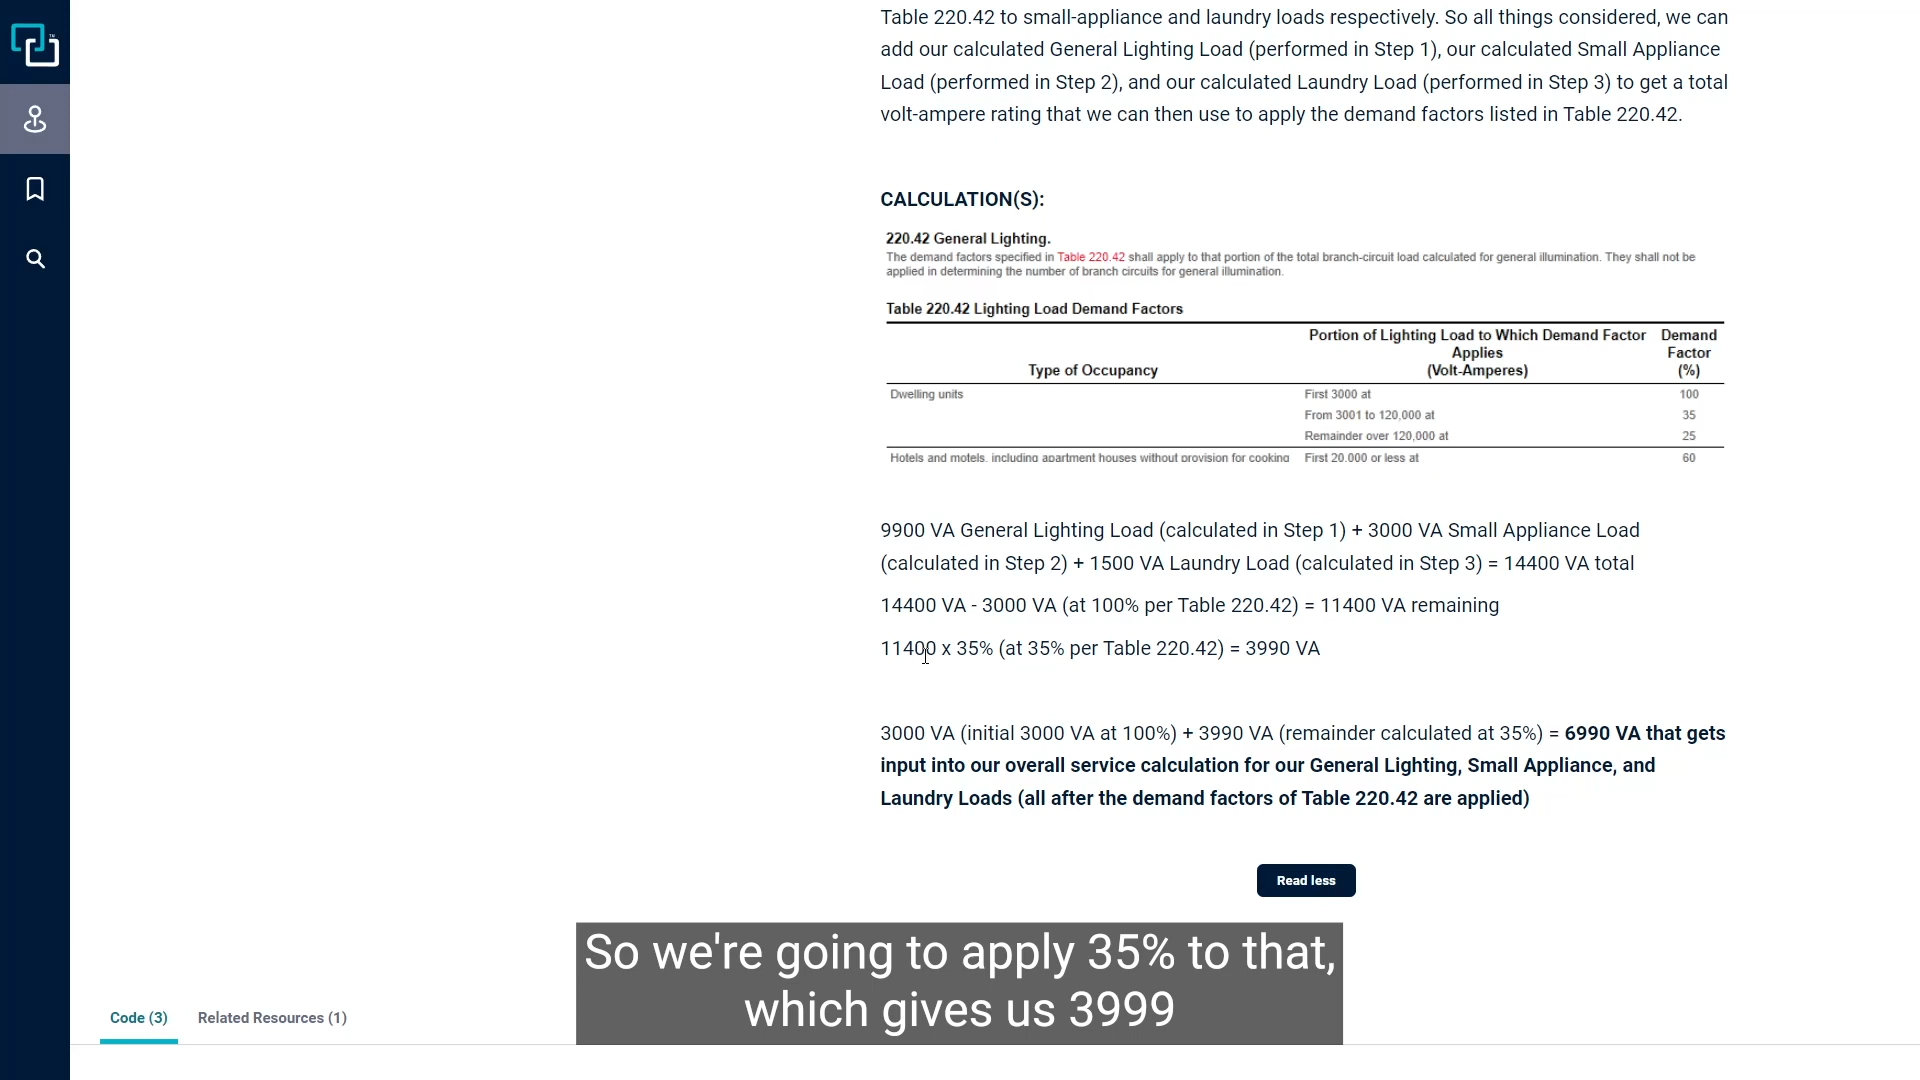 Table 220.42 to small-appliance and laundry loads respectively. So all things considered, we can
add our calculated General Lighting Load (performed in Step 1), our calculated Small Appliance
Load (performed in Step 2), and our calculated Laundry Load (performed in Step 3) to get a total
volt-ampere rating that we can then use to apply the demand factors listed in Table 220.42.
CALCULATION(S):
220.42 General Lighting.
The demand factors specified in Table 220.42 shall apply to that portion of the total branch-circuit load calculated for general illumination. They shall not be
applied in determining the number of branch circuits for general illumination.
Table 220.42 Lighting Load Demand Factors
Type of Occupancy
Portion of Lighting Load to Which Demand Factor
Applies
(Volt-Amperes)
Demand
Factor
(%)
Dwelling units First 3000 at 100
From 3001 to 120,000 at 35
Remainder over 120,000 at 25
Hotels and motels, including apartment houses without provision for cooking First 20,000 or less at 60
9900 VA General Lighting Load (calculated in Step 1) + 3000 VA Small Appliance Load
(calculated in Step 2) + 1500 VA Laundry Load (calculated in Step 3) = 14400 VA total
14400 VA - 3000 VA (at 100% per Table 220.42) = 11400 VA remaining
11400 x 35% (at 35% per Table 220.42) = 3990 VA
3000 VA (initial 3000 VA at 100%) + 3990 VA (remainder calculated at 35%) = 6990 VA that gets
input into our overall service calculation for our General Lighting, Small Appliance, and
Laundry Loads (all after the demand factors of Table 220.42 are applied)
Read less
So we're going to apply 35% to that,
which gives us 3999
Code (3) Related Resources (1)